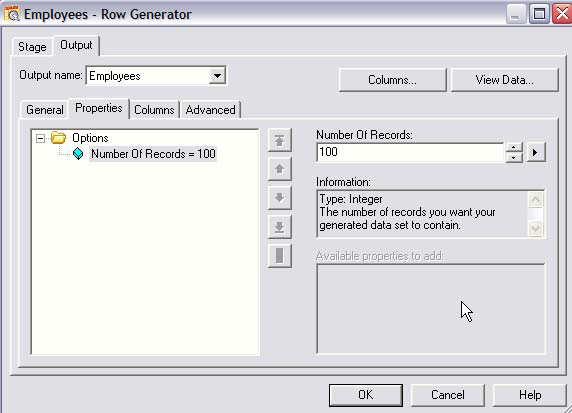 Employees - Row Generator
Stage
Output
Output name:
Employees
Columns...
View Data...
General
Properties
Columns
Advanced
Options
Number Of Records = 100
Number Of Records:
100
Information:
Type: Integer
The number of records you want your
generated data set to contain.
Available properties to add:
OK
Cancel
Help